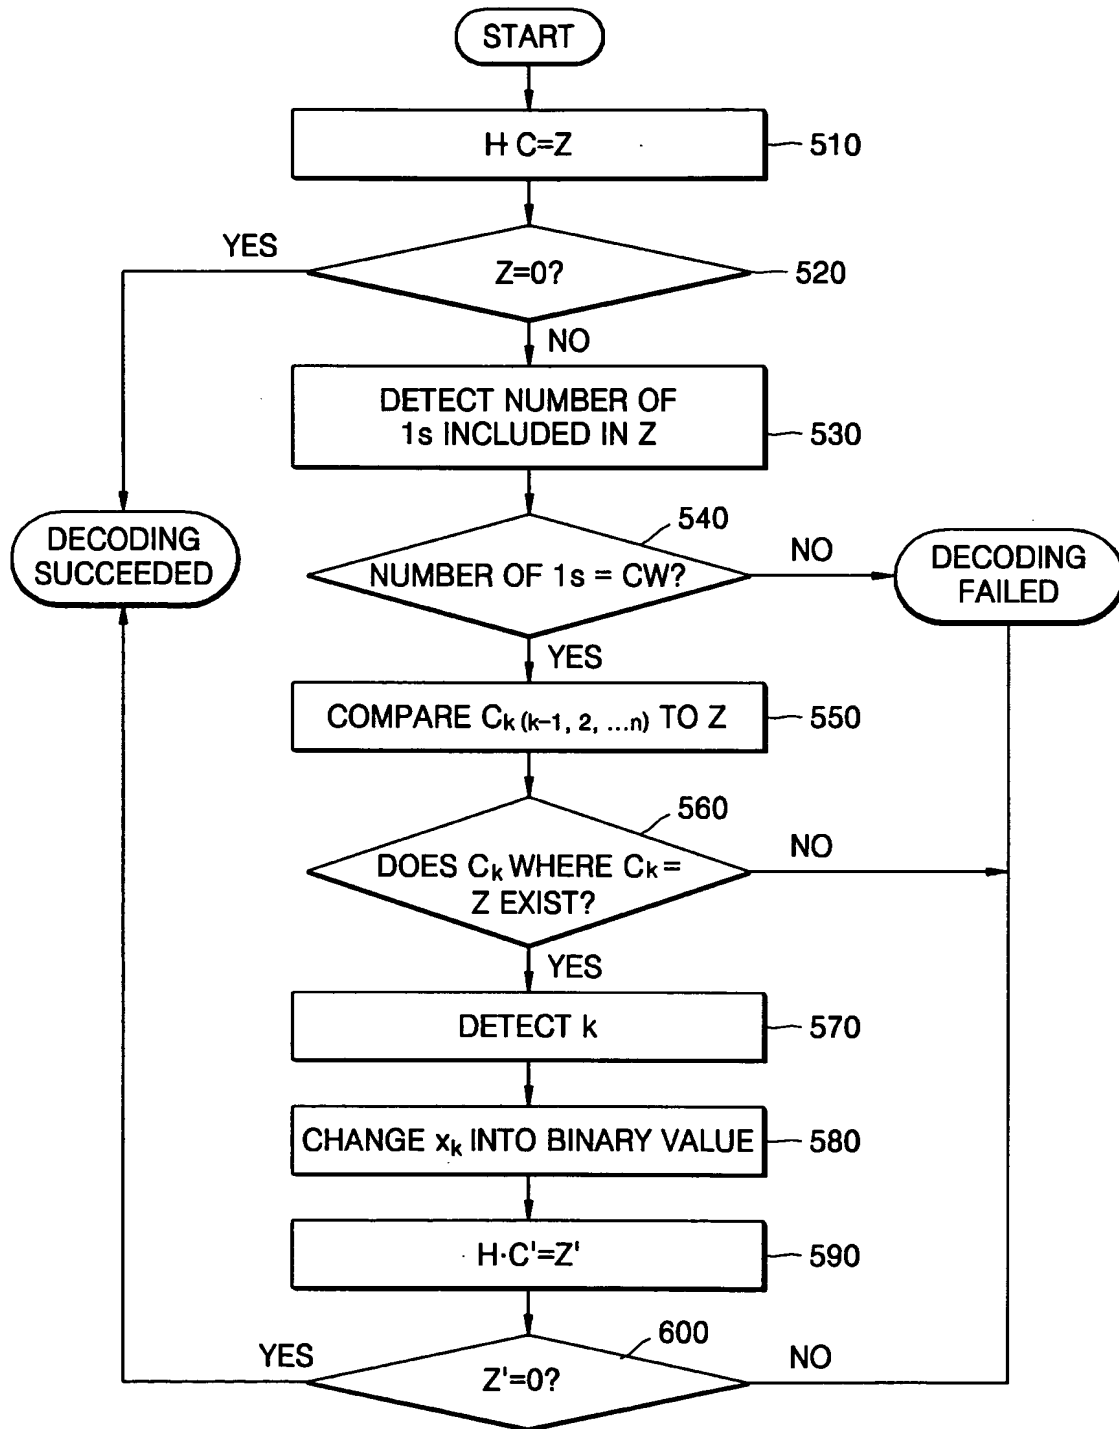 START
H C=Z
510
YES
Z=0?
520
NO
DETECT NUMBER OF
1s INCLUDED IN Z
530
540
DECODING
SUCCEEDED
NUMBER OF 1s = CW?
NO
DECODING
FAILED
YES
COMPARE Ck (k-1, 2, ...n) TO Z
550
560
DOES Ck WHERE Ck =
Z EXIST?
NO
YES
DETECT k
570
CHANGE xk INTO BINARY VALUE
580
H·C'=Z'
590
600
YES
Z'=0?
NO